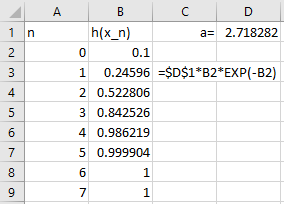 A B C D
1 n h(x_n) a= 2.718282
2 0 0.1
3 1 0.24596 =$D$1*B2*EXP(-B2)
4 2 0.522806
5 3 0.842526
6 4 0.986219
7 5 0.999904
8 6 1
9 7 1